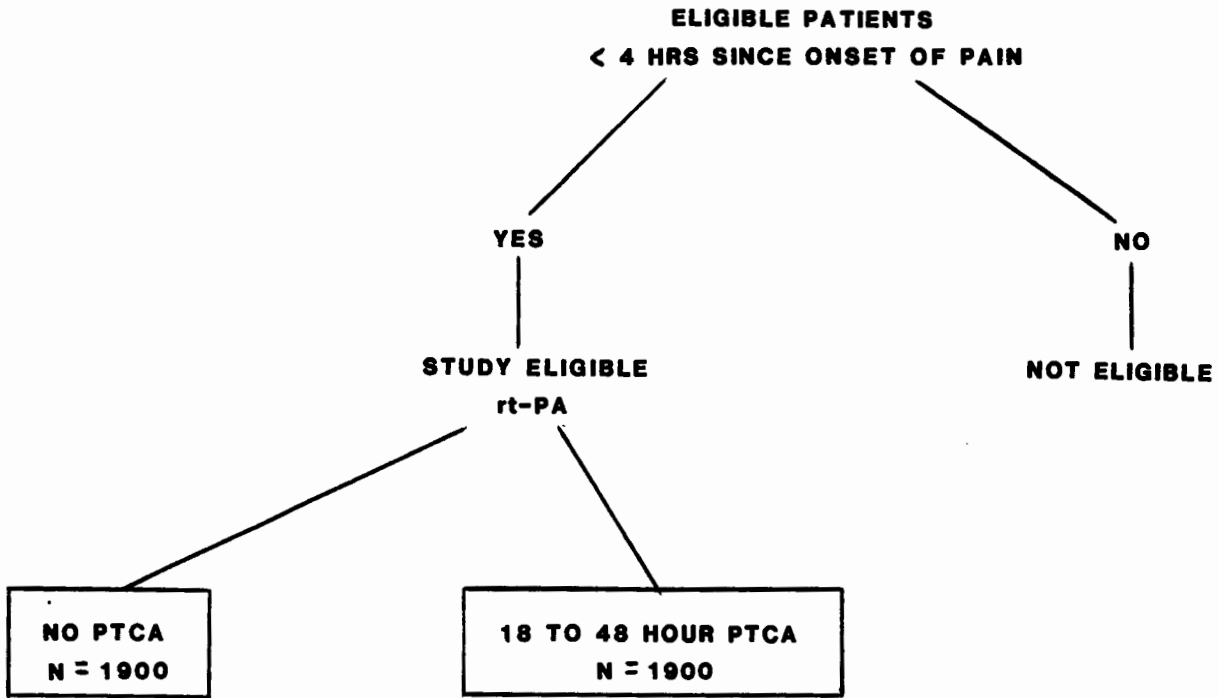 ELIGIBLE PATIENTS
< 4 HRS SINCE ONSET OF PAIN
YES
NO
STUDY ELIGIBLE
rt-PA
NOT ELIGIBLE
NO PTCA
N = 1900
18 TO 48 HOUR PTCA
N = 1900